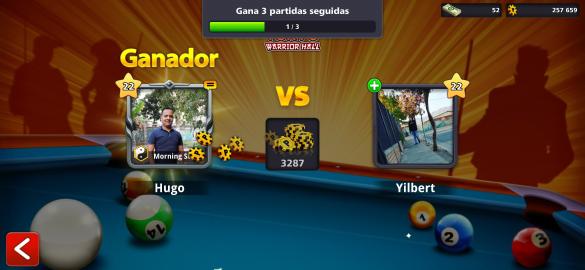 Gana 3 partidas seguidas
1 / 3
52
257 659
WARRIOR HALL
Ganador
22
VS
22
Morning S
3287
Hugo
Yilbert
14
1
2
3